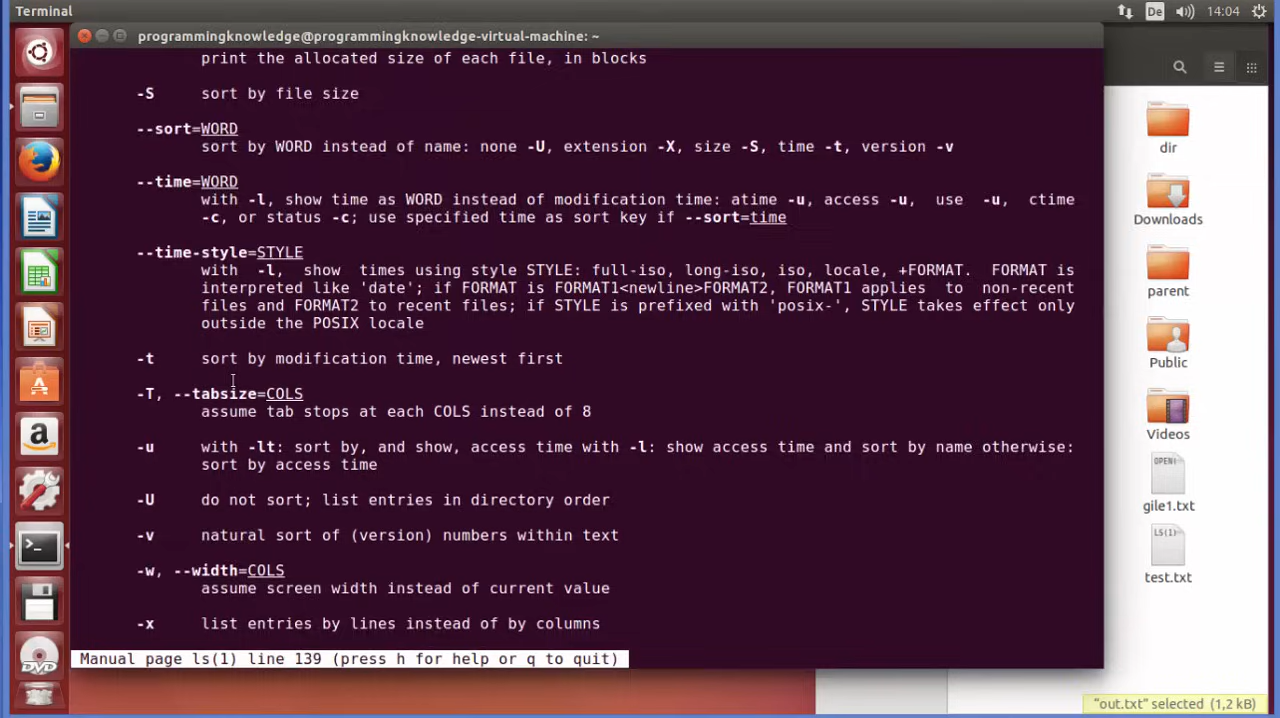 Terminal
De
14:04
programmingknowledge@programmingknowledge-virtual-machine: ~
print the allocated size of each file, in blocks
-S sort by file size
--sort=WORD
sort by WORD instead of name: none -U, extension -X, size -S, time -t, version -v
--time=WORD
with -l, show time as WORD instead of modification time: atime -u, access -u, use -u, ctime
-c, or status -c; use specified time as sort key if --sort=time
--time-style=STYLE
with -l, show times using style STYLE: full-iso, long-iso, iso, locale, +FORMAT. FORMAT is
interpreted like 'date'; if FORMAT is FORMAT1<newline>FORMAT2, FORMAT1 applies to non-recent
files and FORMAT2 to recent files; if STYLE is prefixed with 'posix-', STYLE takes effect only
outside the POSIX locale
-t sort by modification time, newest first
-T, --tabsize=COLS
assume tab stops at each COLS instead of 8
-u with -lt: sort by, and show, access time with -l: show access time and sort by name otherwise:
sort by access time
-U do not sort; list entries in directory order
-v natural sort of (version) numbers within text
-w, --width=COLS
assume screen width instead of current value
-x list entries by lines instead of by columns
Manual page ls(1) line 139 (press h for help or q to quit)
dir
Downloads
parent
Public
Videos
OPEN(
gile1.txt
LS(1)
test.txt
"out.txt" selected (1,2 kB)
DVD